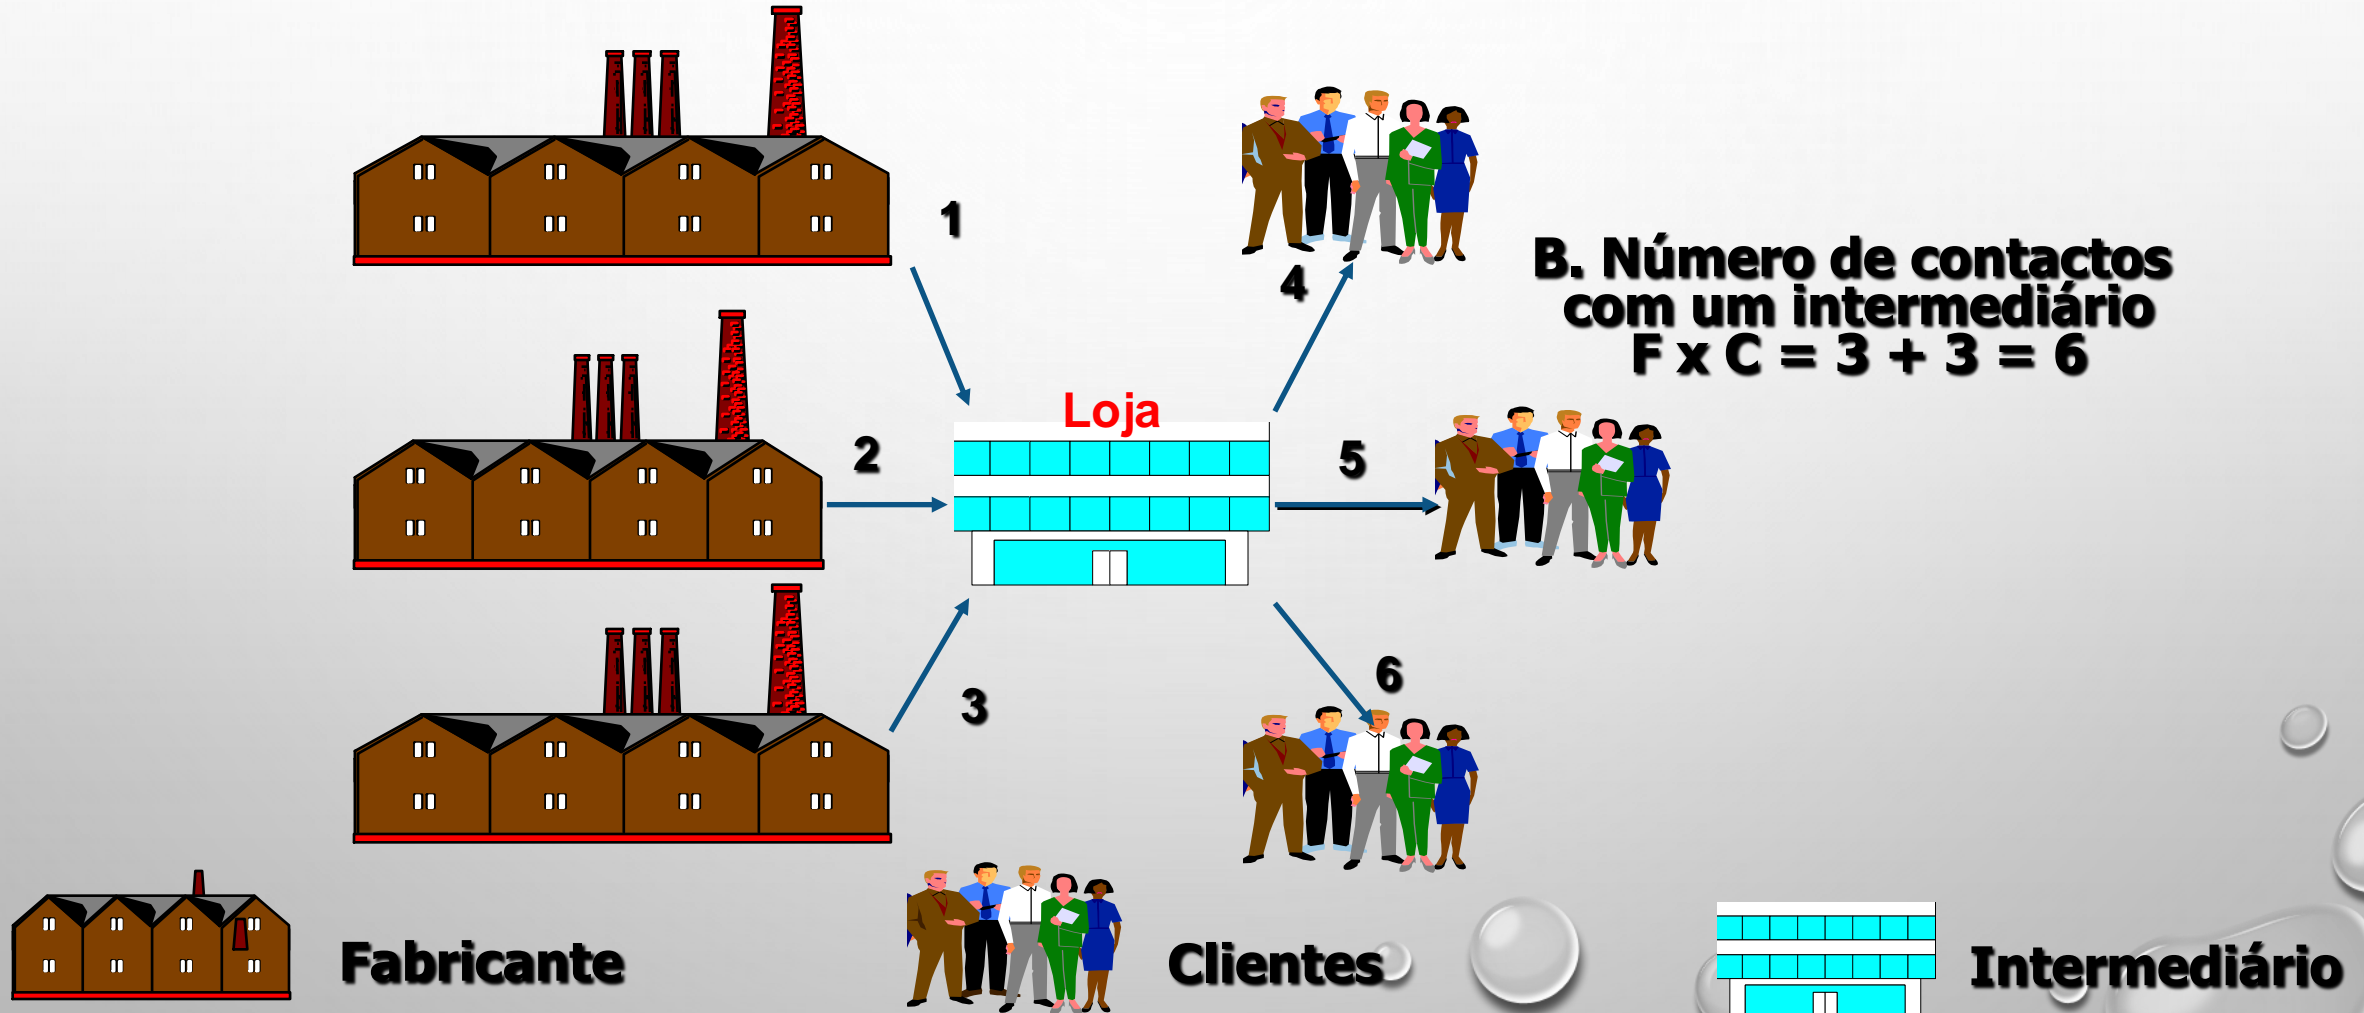 1
4
B. Número de contactos
com um intermediário
F x C = 3 + 3 = 6
Loja
2
5
3
6
Fabricante
Clientes
Intermediário